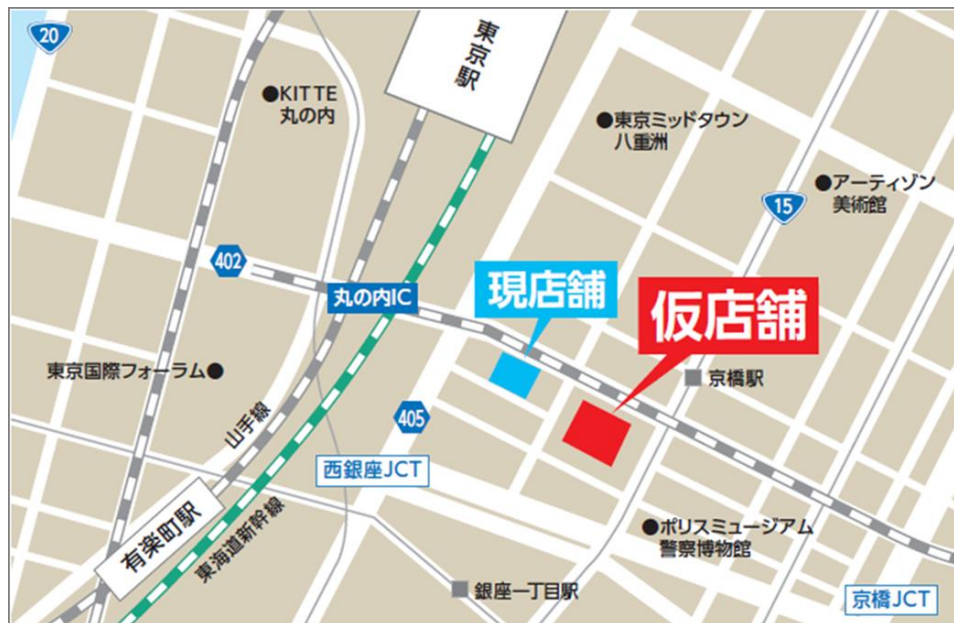 20
東京駅
●KITTE
丸の内
●東京ミッドタウン
八重洲
●アーティゾン
美術館
15
402
丸の内IC
現店舗
仮店舗
東京国際フォーラム●
京橋駅
山手線
405
西銀座JCT
有楽町駅
東海道新幹線
●ポリスミュージアム
警察博物館
銀座一丁目駅
京橋JCT